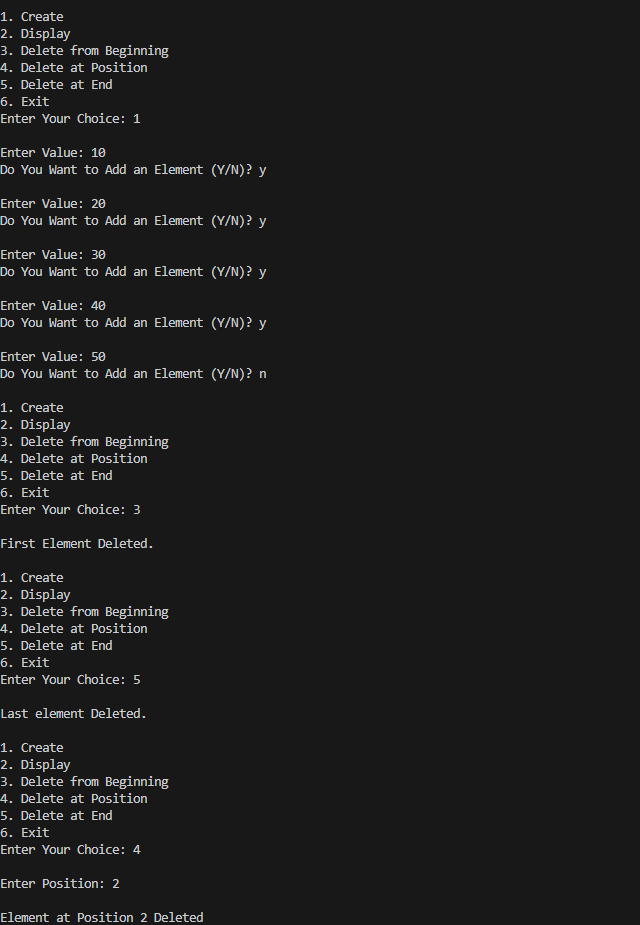 1. Create
2. Display
3. Delete from Beginning
4. Delete at Position
5. Delete at End
6. Exit
Enter Your Choice: 1
Enter Value: 10
Do You Want to Add an Element (Y/N)? y
Enter Value: 20
Do You Want to Add an Element (Y/N)? y
Enter Value: 30
Do You Want to Add an Element (Y/N)? y
Enter Value: 40
Do You Want to Add an Element (Y/N)? y
Enter Value: 50
Do You Want to Add an Element (Y/N)? n
1. Create
2. Display
3. Delete from Beginning
4. Delete at Position
5. Delete at End
6. Exit
Enter Your Choice: 3
First Element Deleted.
1. Create
2. Display
3. Delete from Beginning
4. Delete at Position
5. Delete at End
6. Exit
Enter Your Choice: 5
Last element Deleted.
1. Create
2. Display
3. Delete from Beginning
4. Delete at Position
5. Delete at End
6. Exit
Enter Your Choice: 4
Enter Position: 2
Element at Position 2 Deleted